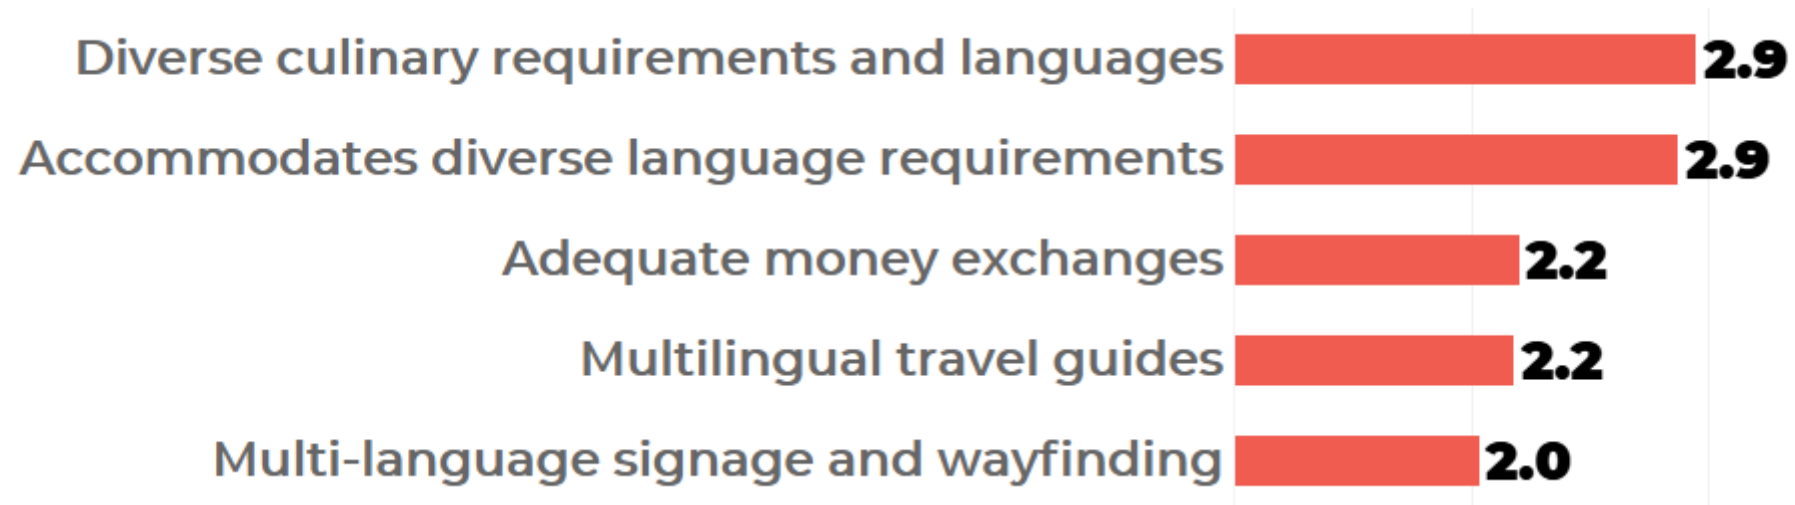 Diverse culinary requirements and languages 2.9
Accommodates diverse language requirements 2.9
Adequate money exchanges 2.2
Multilingual travel guides 2.2
Multi-language signage and wayfinding 2.0